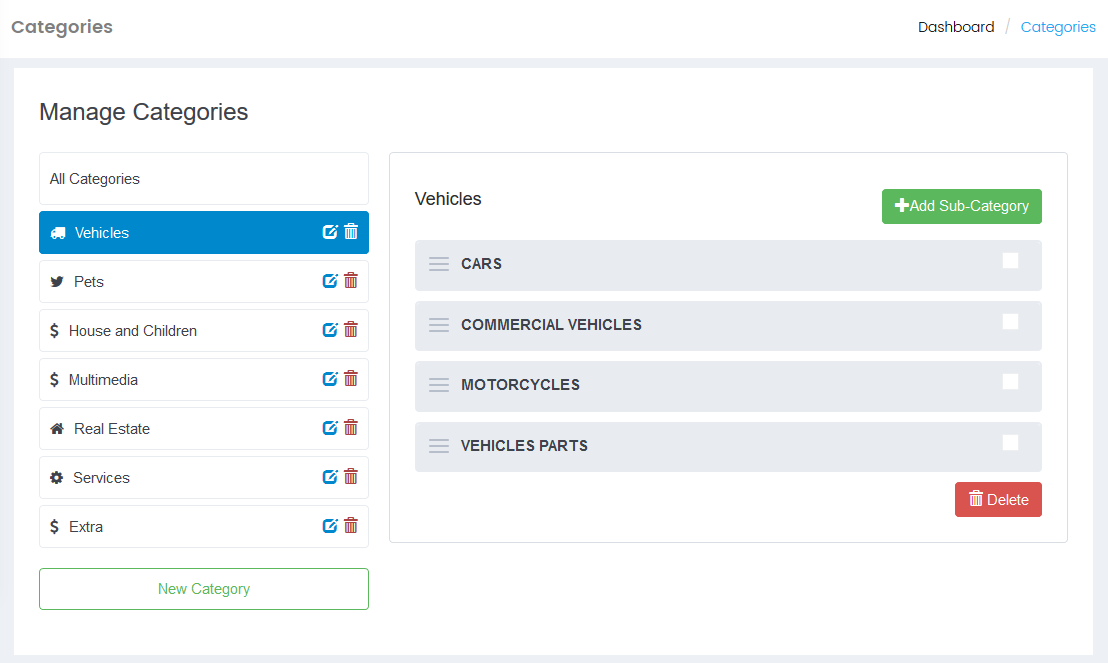 Categories
Dashboard / Categories
Manage Categories
All Categories
Vehicles
Pets
$ House and Children
$ Multimedia
Real Estate
Services
$ Extra
New Category
Vehicles
Add Sub-Category
CARS
COMMERCIAL VEHICLES
MOTORCYCLES
VEHICLES PARTS
Delete